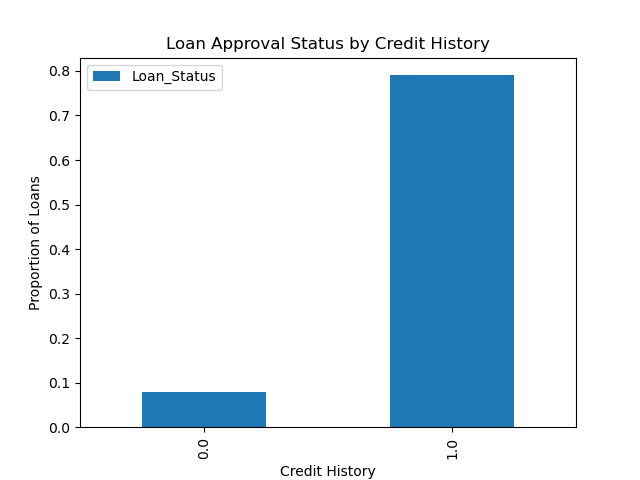 Loan Approval Status by Credit History
Loan_Status
0.8
0.7
0.6
0.5
0.4
0.3
0.2
0.1
0.0
Proportion of Loans
0.0
1.0
Credit History